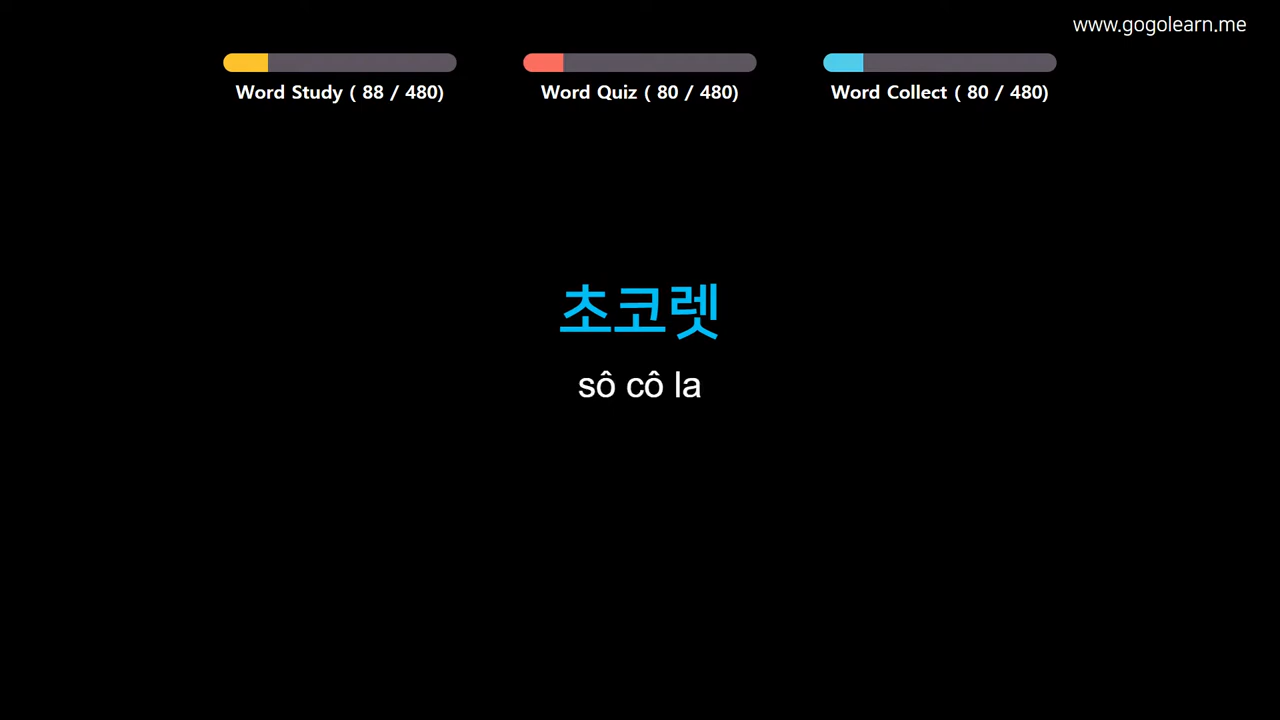 www.gogolearn.me
Word Study ( 88 / 480)
Word Quiz ( 80 / 480)
Word Collect ( 80 / 480)
초코렛
sô cô la